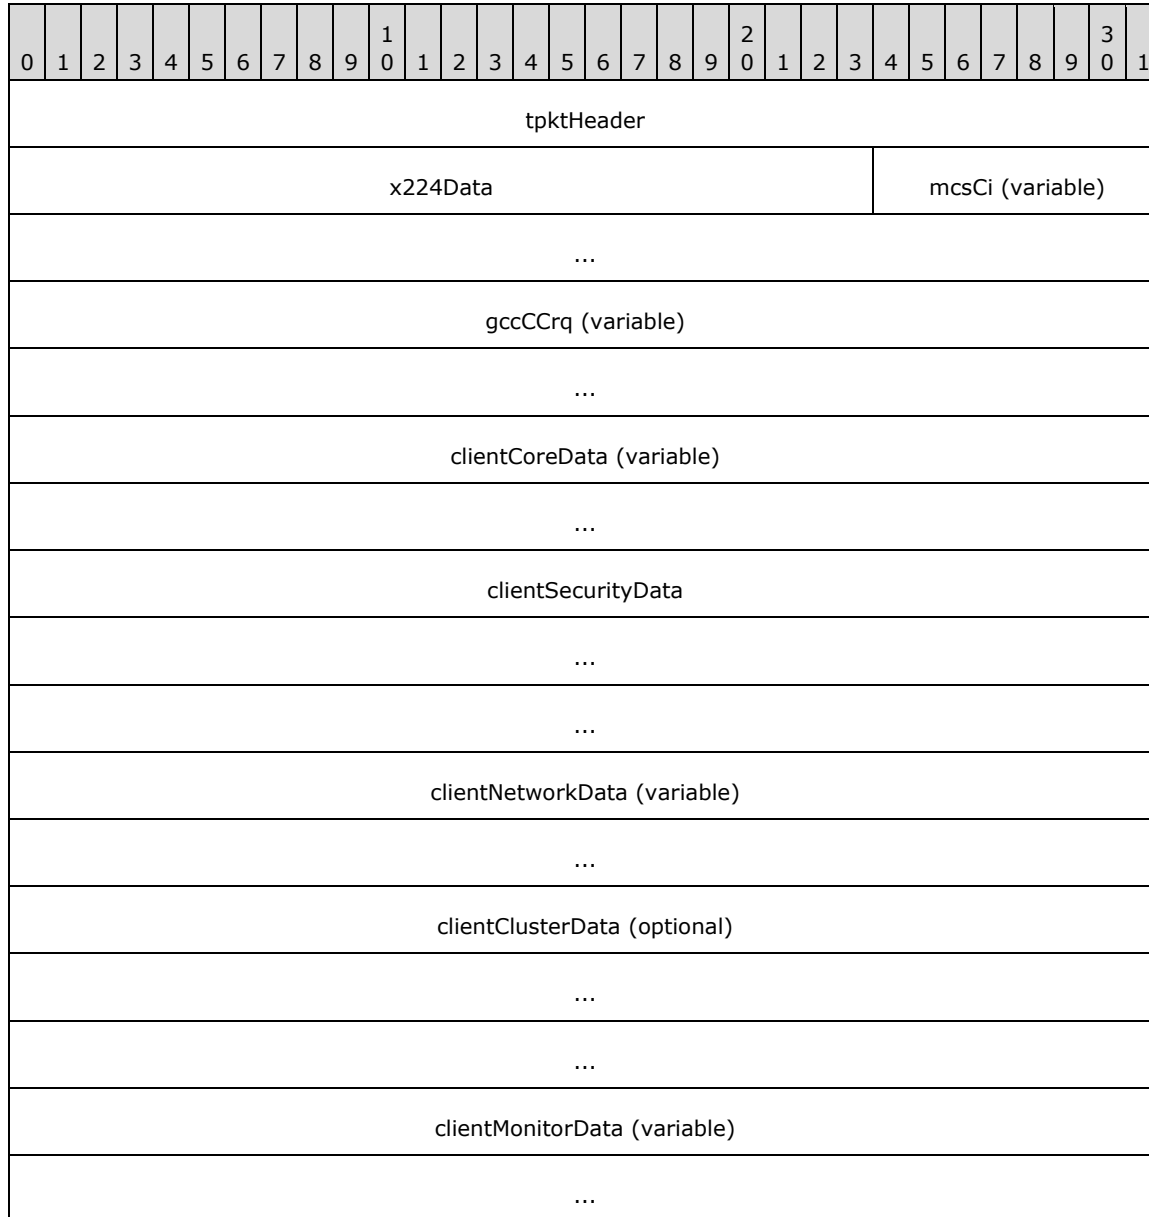 1 2 3
0 1 2 3 4 5 6 7 8 9 0 1 2 3 4 5 6 7 8 9 0 1 2 3 4 5 6 7 8 9 0 1
tpktHeader
x224Data mcsCi (variable)
...
gccCCrq (variable)
...
clientCoreData (variable)
...
clientSecurityData
...
...
clientNetworkData (variable)
...
clientClusterData (optional)
...
...
clientMonitorData (variable)
...